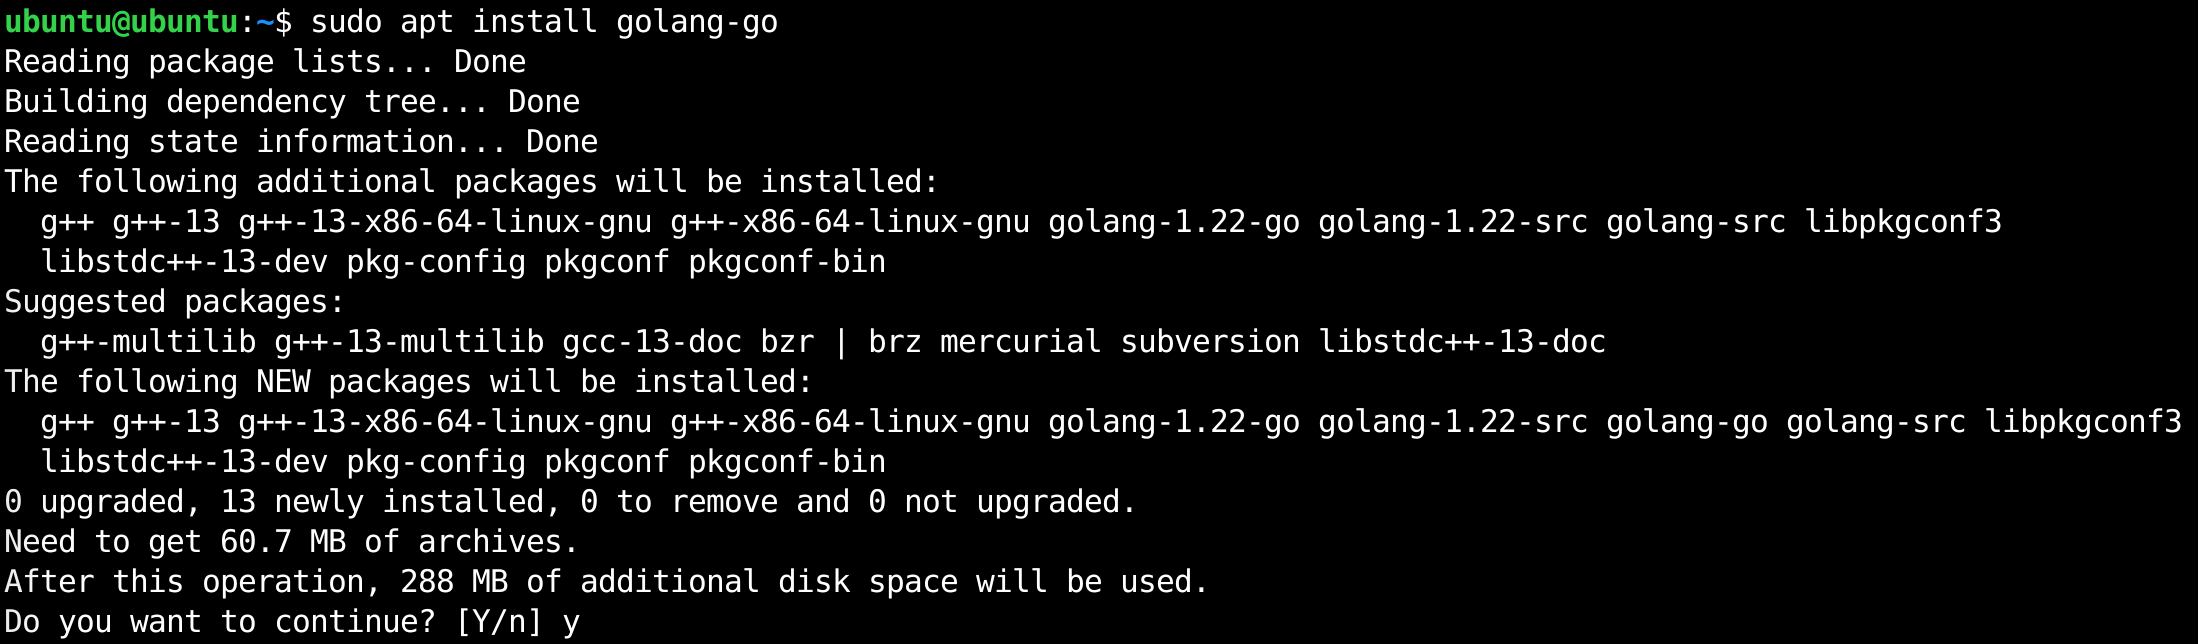 ubuntu@ubuntu:~$ sudo apt install golang-go
Reading package lists... Done
Building dependency tree... Done
Reading state information... Done
The following additional packages will be installed:
  g++ g++-13 g++-13-x86-64-linux-gnu g++-x86-64-linux-gnu golang-1.22-go golang-1.22-src golang-src libpkgconf3
  libstdc++-13-dev pkg-config pkgconf pkgconf-bin
Suggested packages:
  g++-multilib g++-13-multilib gcc-13-doc bzr | brz mercurial subversion libstdc++-13-doc
The following NEW packages will be installed:
  g++ g++-13 g++-13-x86-64-linux-gnu g++-x86-64-linux-gnu golang-1.22-go golang-1.22-src golang-go golang-src libpkgconf3
  libstdc++-13-dev pkg-config pkgconf pkgconf-bin
0 upgraded, 13 newly installed, 0 to remove and 0 not upgraded.
Need to get 60.7 MB of archives.
After this operation, 288 MB of additional disk space will be used.
Do you want to continue? [Y/n] y